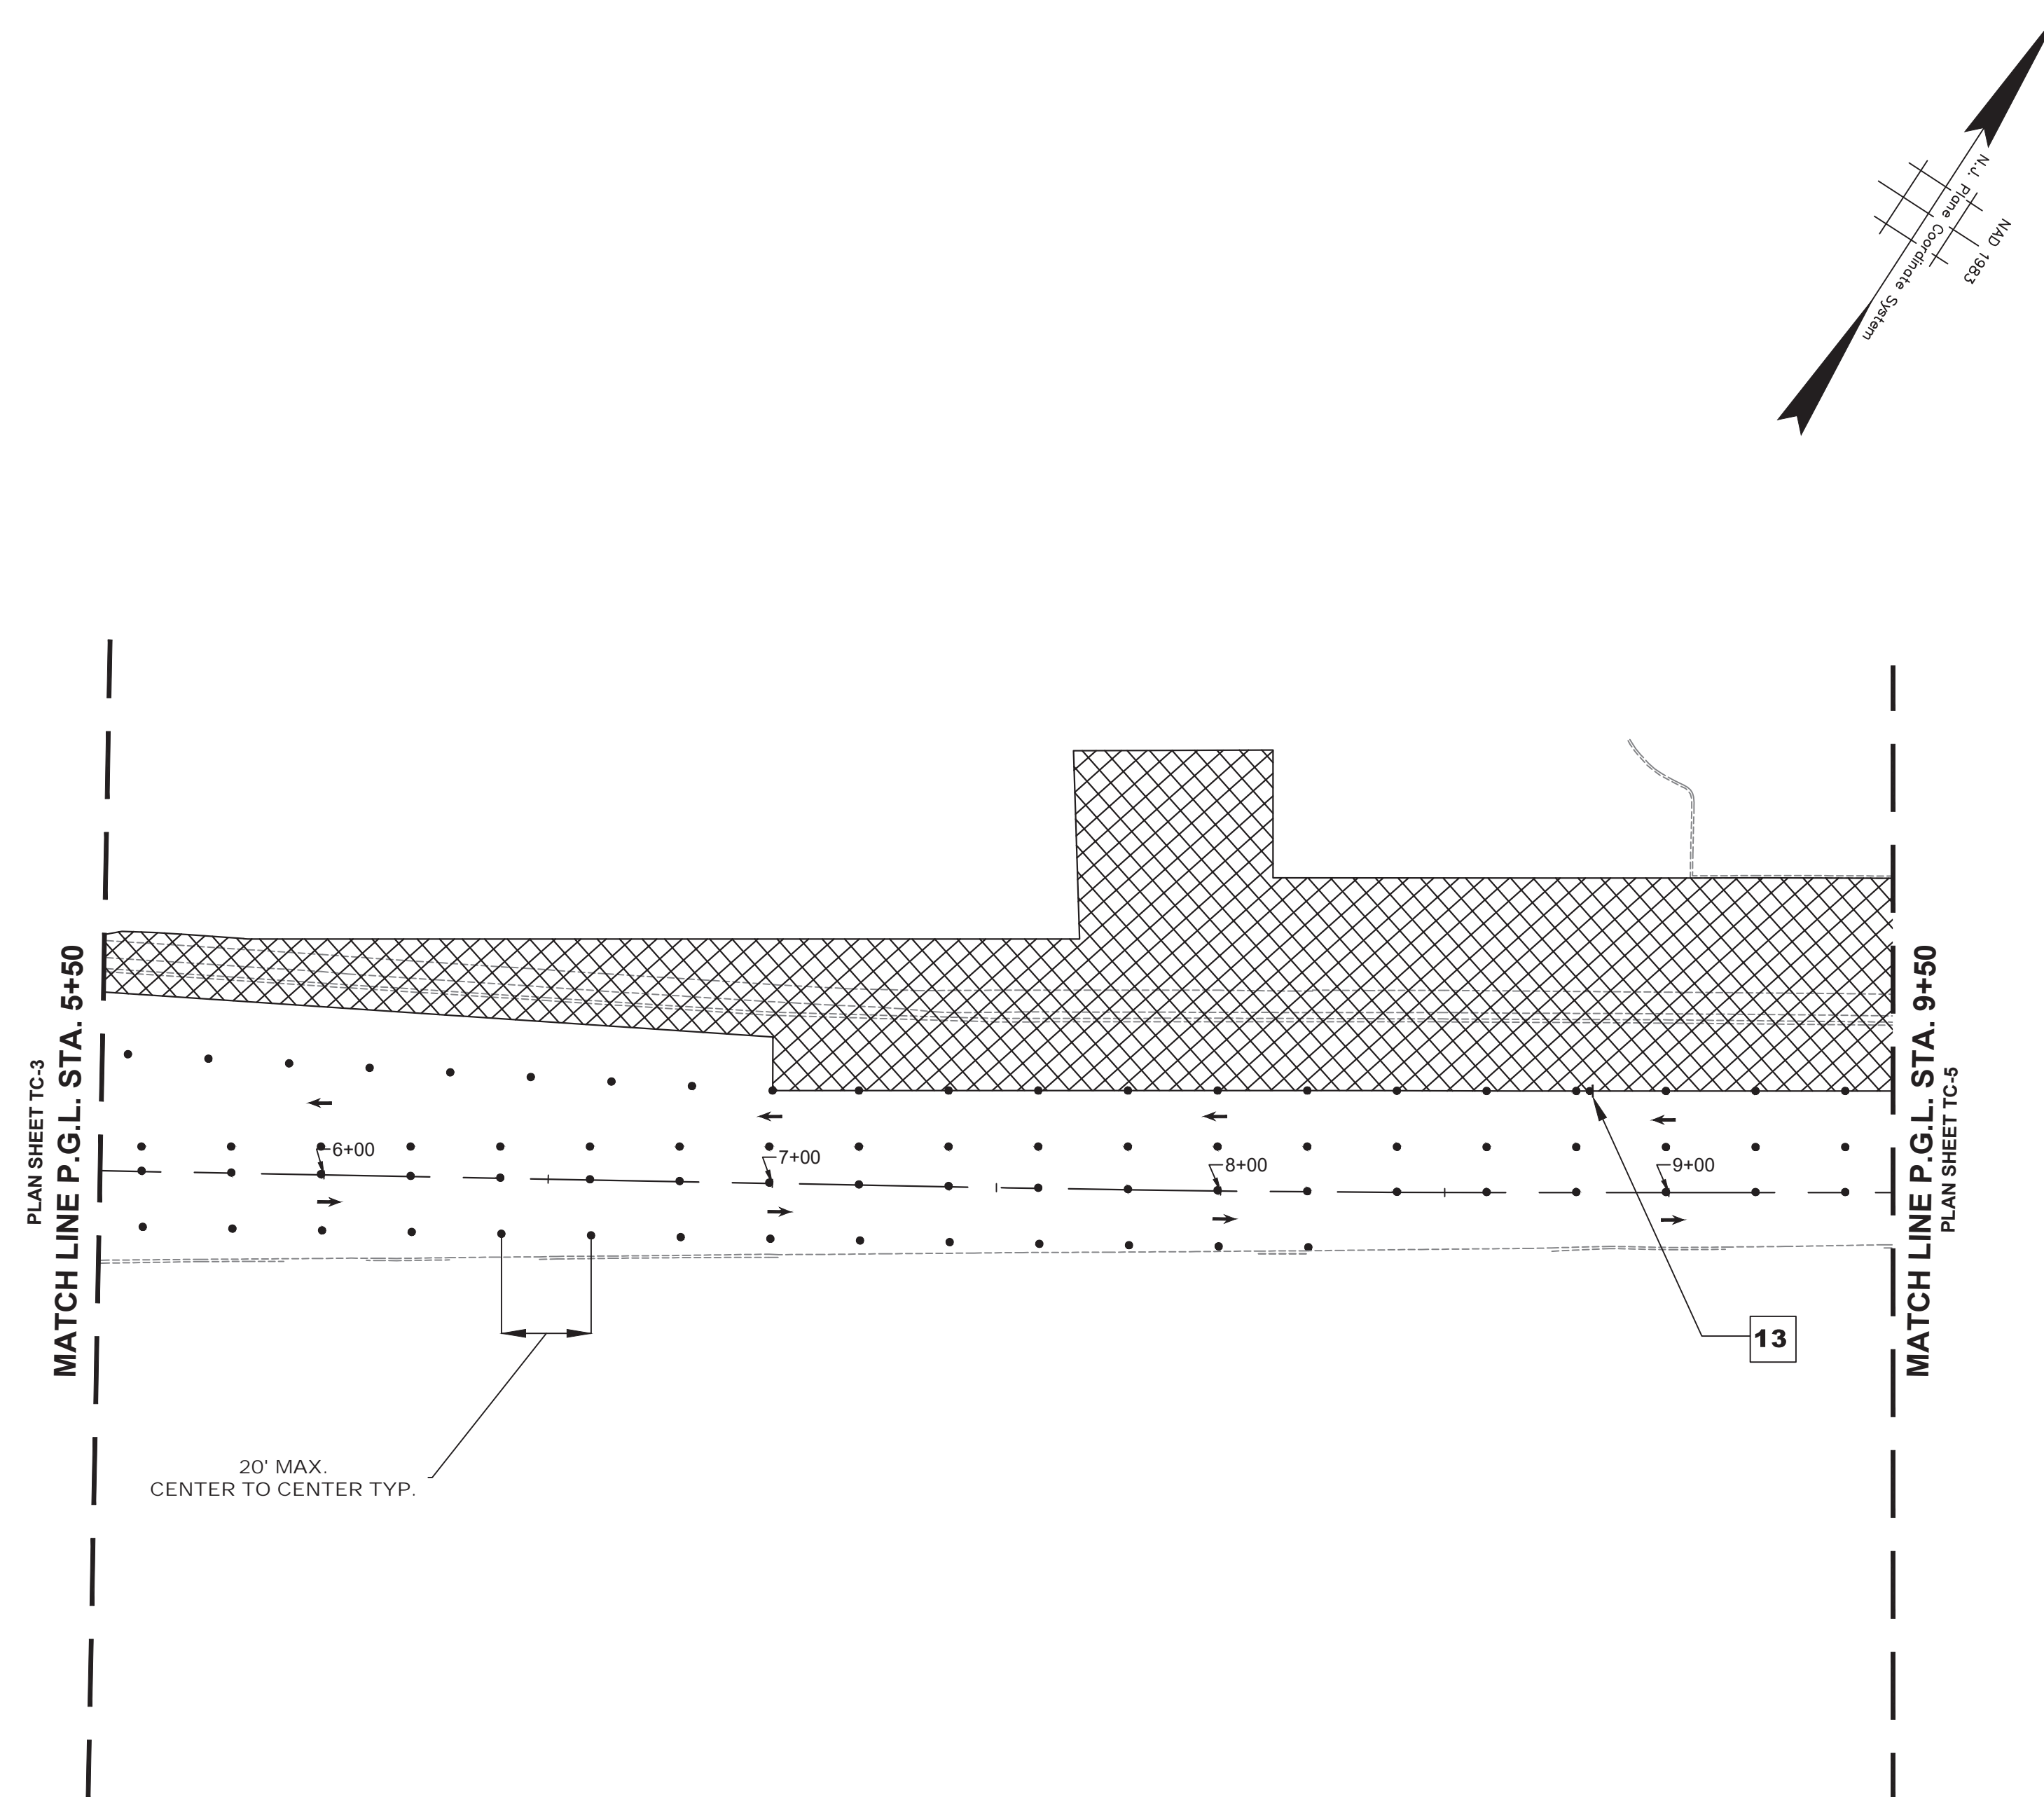 N.J. Plane Coordinate System
NAD 1983
PLAN SHEET TC-3
MATCH LINE P.G.L. STA. 5+50
6+00
7+00
8+00
9+00
MATCH LINE P.G.L. STA. 9+50
PLAN SHEET TC-5
13
20' MAX.
CENTER TO CENTER TYP.